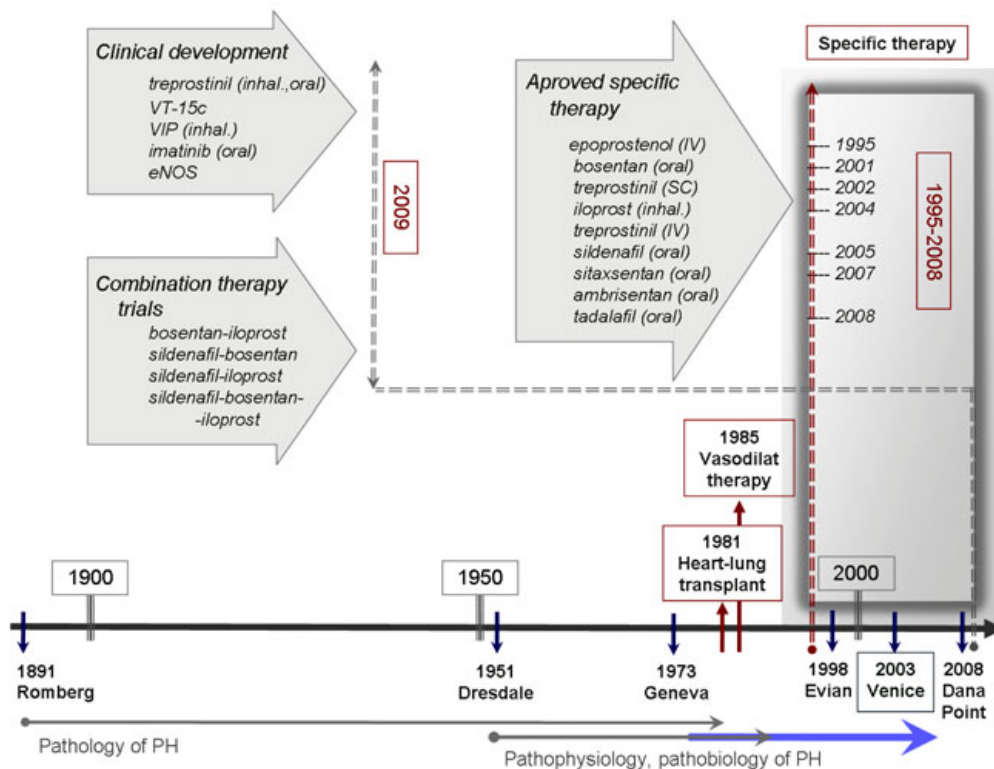 Clinical development
treprostinil (inhal.,oral)
VT-15c
VIP (inhal.)
imatinib (oral)
eNOS
Combination therapy
trials
bosentan-iloprost
sildenafil-bosentan
sildenafil-iloprost
sildenafil-bosentan-
-iloprost
2009
Aproved specific
therapy
epoprostenol (IV)
bosentan (oral)
treprostinil (SC)
iloprost (inhal.)
treprostinil (IV)
sildenafil (oral)
sitaxsentan (oral)
ambrisentan (oral)
tadalafil (oral)
Specific therapy
1995
2001
2002
2004
2005
2007
2008
1995-2008
1985
Vasodilat
therapy
1981
Heart-lung
transplant
1900
1950
2000
1891
Romberg
1951
Dresdale
1973
Geneva
1998
Evian
2003
Venice
2008
Dana
Point
Pathology of PH
Pathophysiology, pathobiology of PH